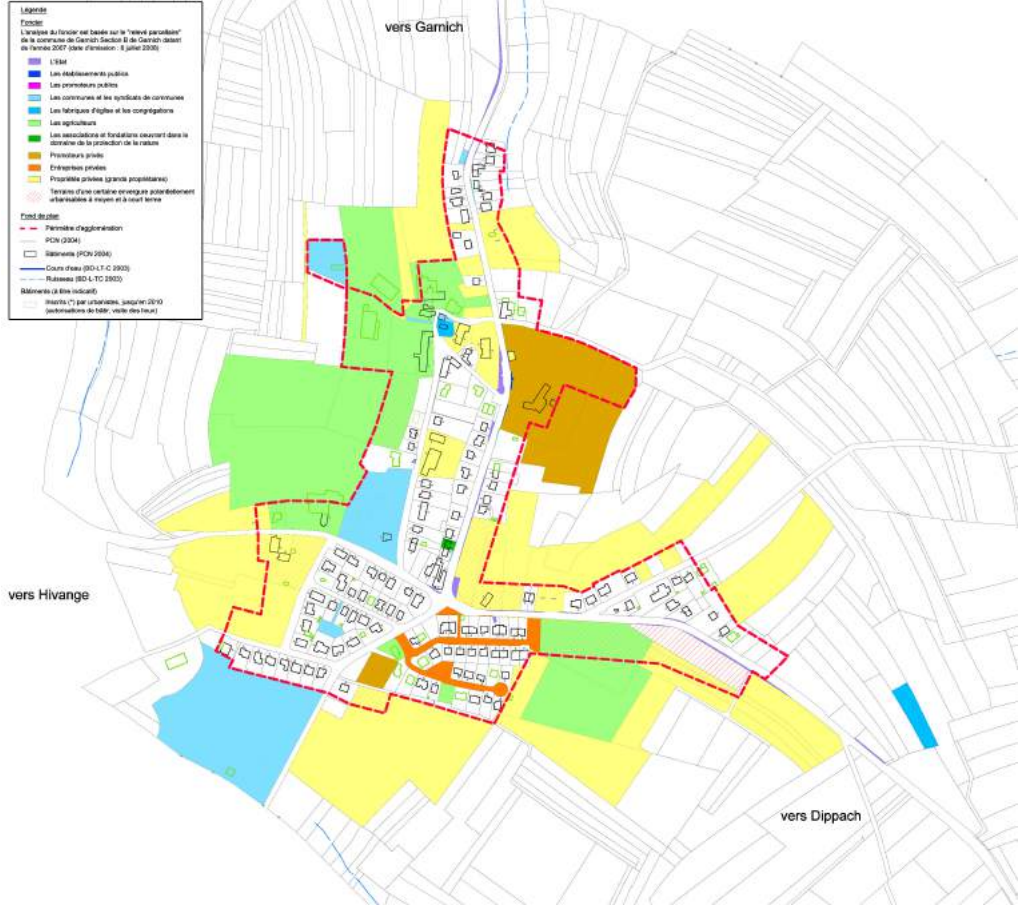 Légende
Foncier
L'analyse du foncier est basée sur le "relevé parcellaire"
de la commune de Garnich Section B de Garnich datant
de l'année 2007 (date d'émission : 8 juillet 2008)
L'Etat
Les établissements publics
Les promoteurs publics
Les communes et les syndicats de communes
Les fabriques d'église et les congrégations
Les agriculteurs
Les associations et fondations oeuvrant dans le
domaine de la protection de la nature
Promoteurs privés
Entreprises privées
Propriétés privées (grands propriétaires)
Terrains d'une certaine envergure potentiellement
urbanisables à moyen et à court terme
Fond de plan
Périmètre d'agglomération
PCN (2004)
Bâtiments (PCN 2004)
Cours d'eau (BD-L-TC 2003)
Ruisseau (BD-L-TC 2003)
Bâtiments (à titre indicatif)
inscrits (*) par urbanistes, jusqu'en 2010
(autorisations de bâtir, visite des lieux)
vers Garnich
vers Hivange
vers Dippach